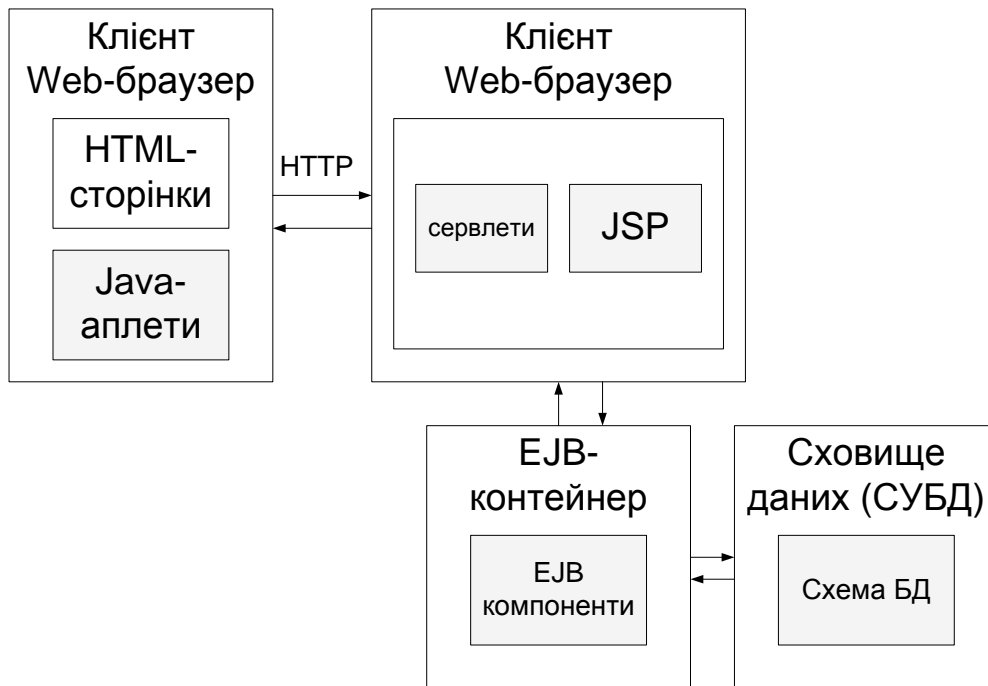 Клієнт
Web-браузер
HTML-
сторінки
Java-
аплети
HTTP
Клієнт
Web-браузер
сервлети
JSP
EJB-
контейнер
EJB
компоненти
Сховище
даних (СУБД)
Схема БД